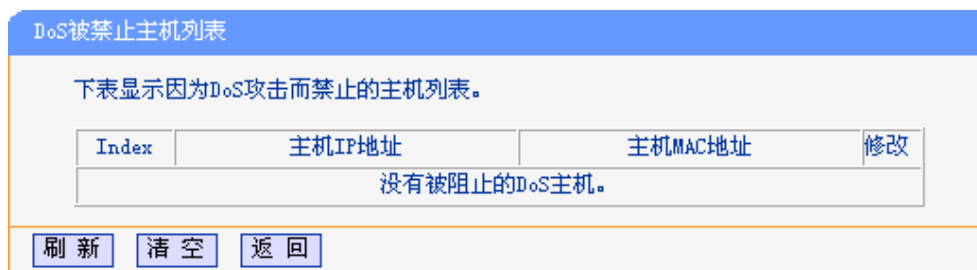 DoS被禁止主机列表
下表显示因为DoS攻击而禁止的主机列表。
Index 主机IP地址 主机MAC地址 修改
没有被阻止的DoS主机。
刷 新 清 空 返 回